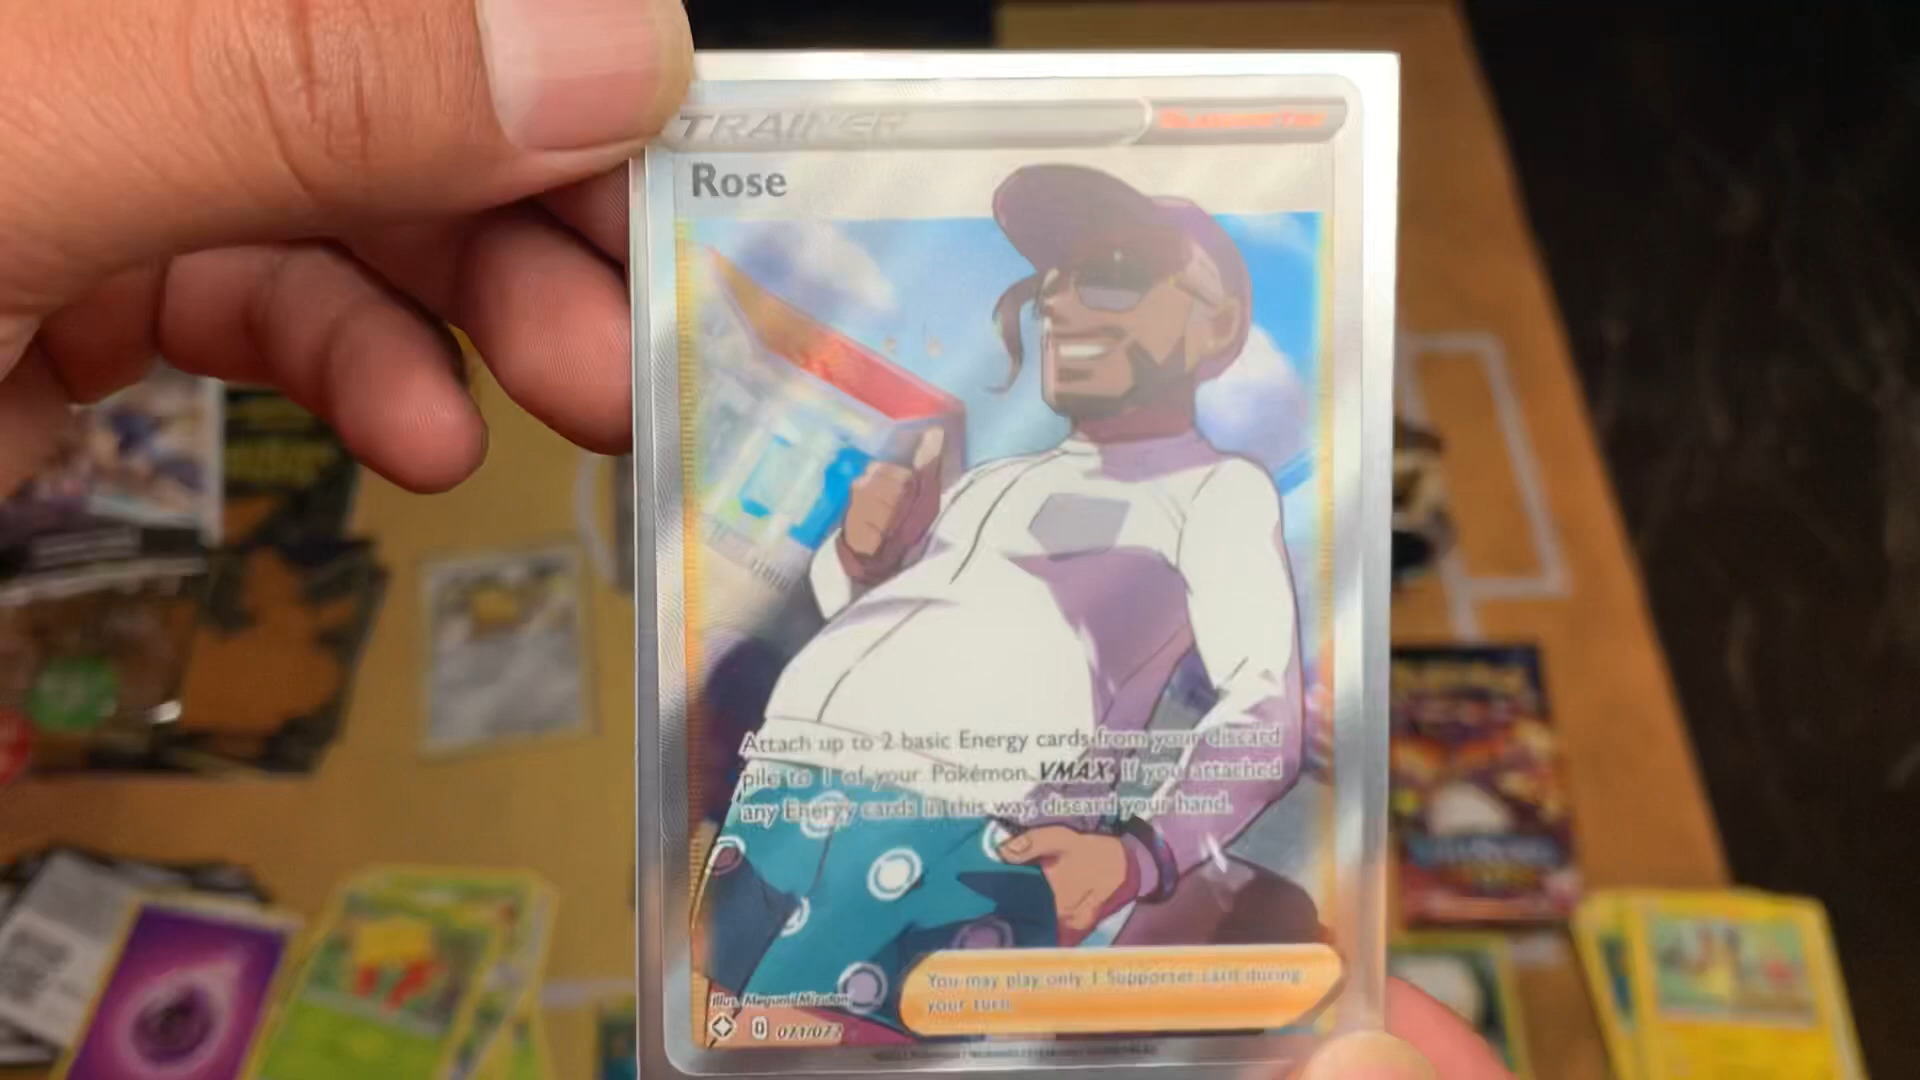 TRAINER
Supporter
Rose
Attach up to 2 basic Energy cards from your discard
pile to 1 of your Pokémon VMAX. If you attached
any Energy cards in this way, discard your hand.
You may play only 1 Supporter card during
your turn.
Illus. Megumi Mizutani
D 071/072